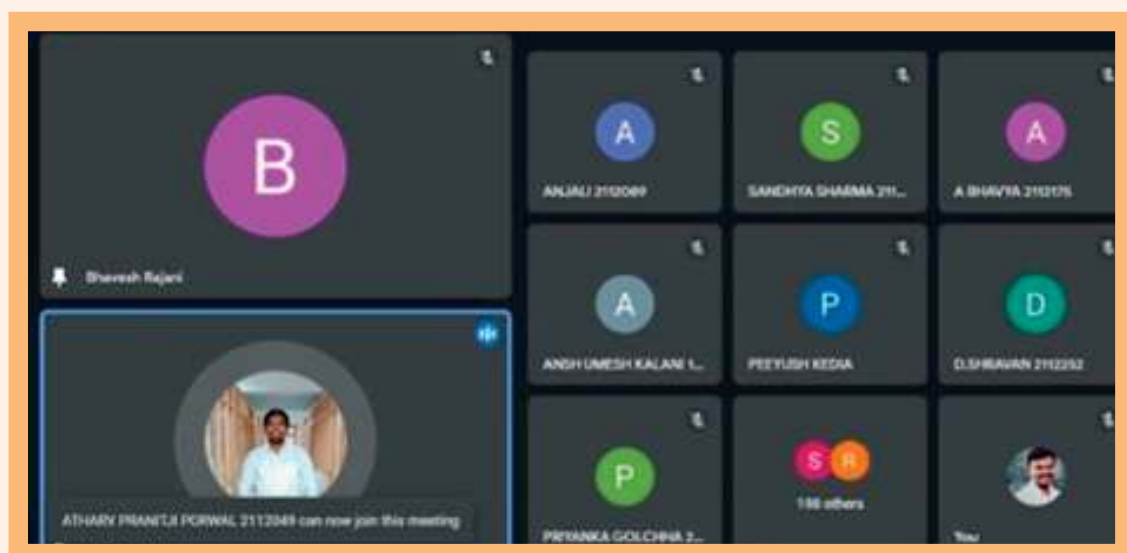 B
Bhavesh Rajani
ATHARV PRANITJI PORWAL 2112049 can now join this meeting
A
ANJALI 2112089
S
SANDHYA SHARMA 211...
A
A BHAVYA 2112175
A
ANSH UMESH KALANI 1...
P
PEEYUSH KEDIA
D
D.SHRAVAN 2112252
P
PRIYANKA GOLCHHA 2...
S R
198 others
You